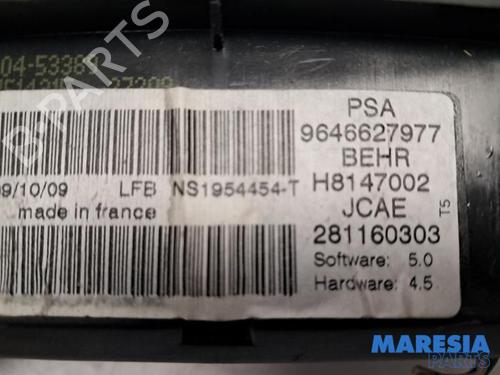 04-5336
PSA
9646627977
BEHR
09/10/09 LFB NS1954454-T H8147002
made in france
JCAE
T5
281160303
Software: 5.0
Hardware: 4.5
B-PARTS
MARESIA
PARTS